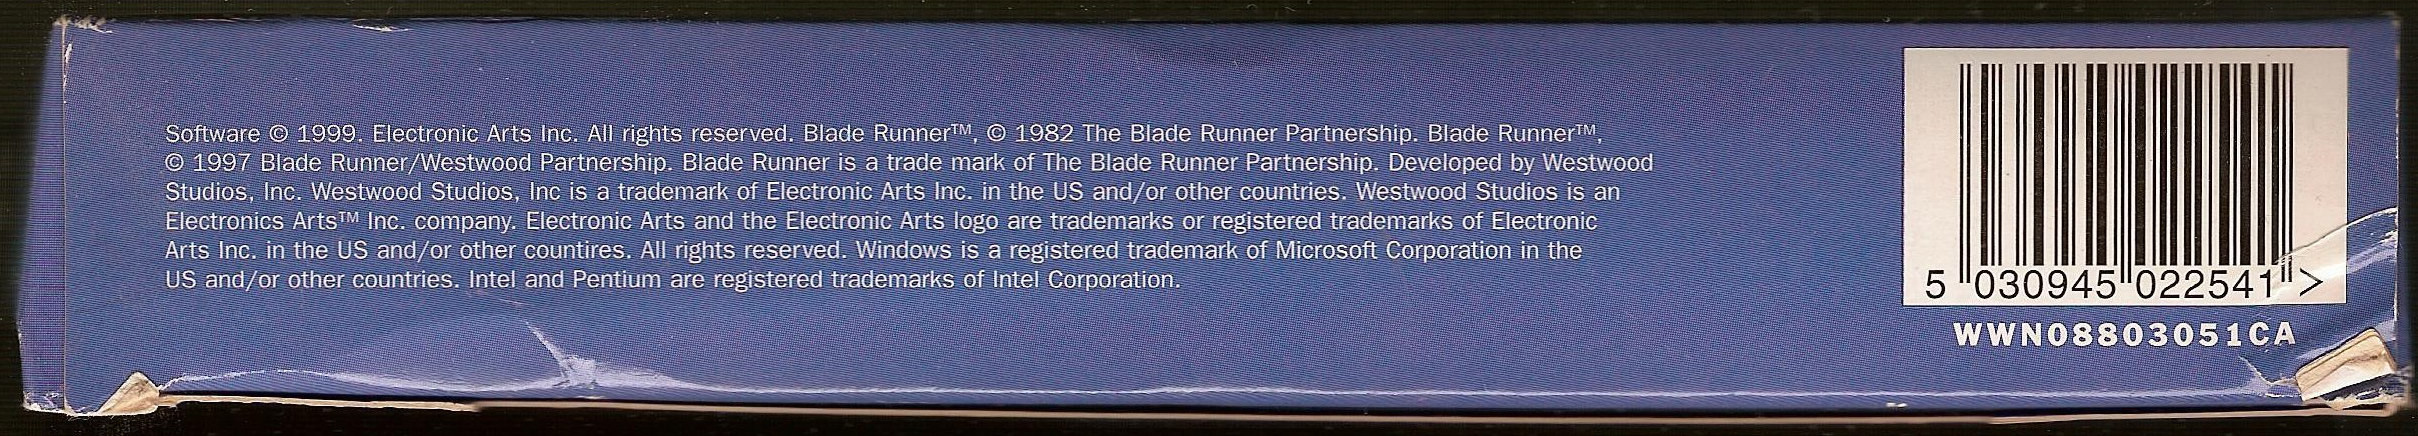 Software © 1999. Electronic Arts Inc. All rights reserved. Blade Runner™, © 1982 The Blade Runner Partnership. Blade Runner™,
© 1997 Blade Runner/Westwood Partnership. Blade Runner is a trade mark of The Blade Runner Partnership. Developed by Westwood
Studios, Inc. Westwood Studios, Inc is a trademark of Electronic Arts Inc. in the US and/or other countries. Westwood Studios is an
Electronics Arts™ Inc. company. Electronic Arts and the Electronic Arts logo are trademarks or registered trademarks of Electronic
Arts Inc. in the US and/or other countires. All rights reserved. Windows is a registered trademark of Microsoft Corporation in the
US and/or other countries. Intel and Pentium are registered trademarks of Intel Corporation.
5 030945 022541 >
WWN08803051CA